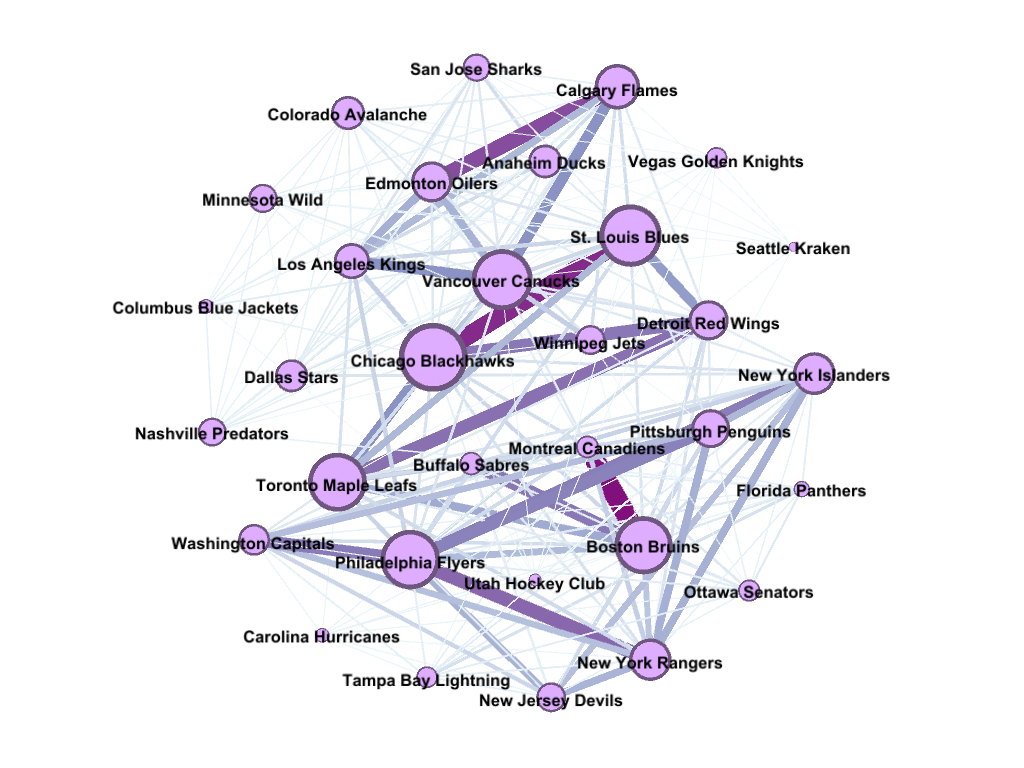 San Jose Sharks
Calgary Flames
Colorado Avalanche
Anaheim Ducks
Vegas Golden Knights
Edmonton Oilers
Minnesota Wild
St. Louis Blues
Seattle Kraken
Los Angeles Kings
Vancouver Canucks
Columbus Blue Jackets
Detroit Red Wings
Winnipeg Jets
Chicago Blackhawks
Dallas Stars
New York Islanders
Nashville Predators
Pittsburgh Penguins
Montreal Canadiens
Buffalo Sabres
Toronto Maple Leafs
Florida Panthers
Washington Capitals
Boston Bruins
Philadelphia Flyers
Utah Hockey Club
Ottawa Senators
Carolina Hurricanes
New York Rangers
Tampa Bay Lightning
New Jersey Devils